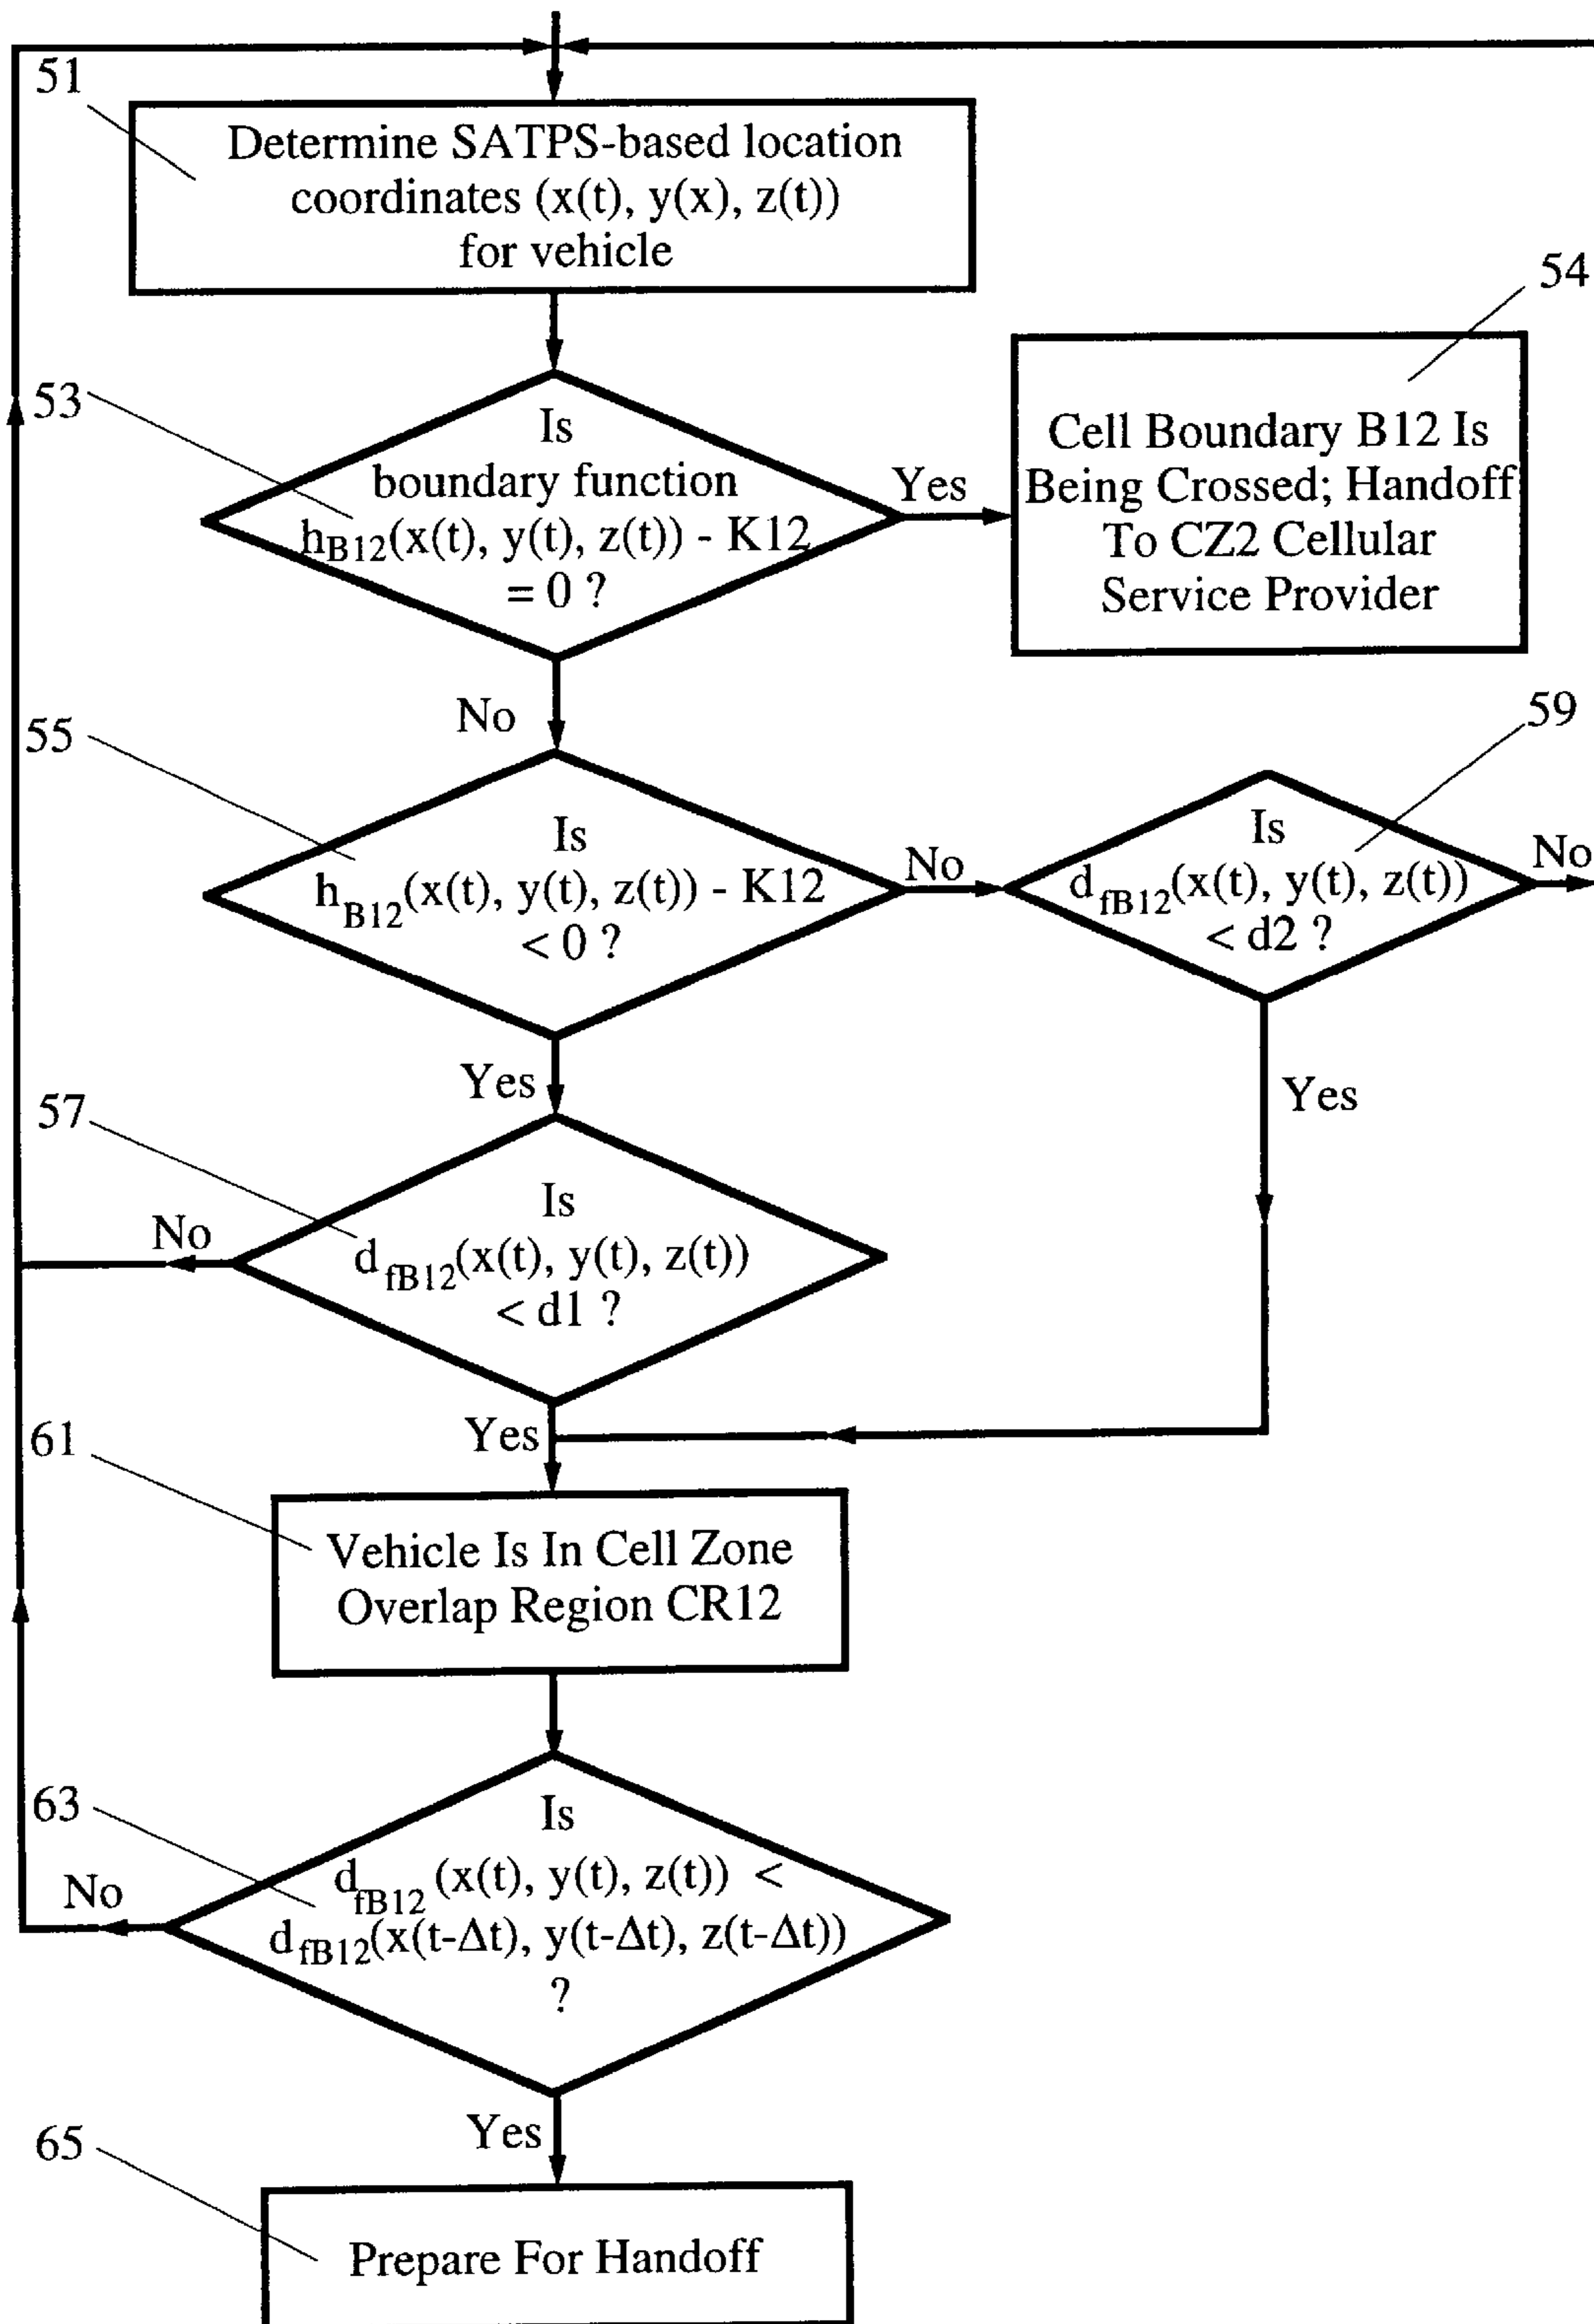 51
Determine SATPS-based location
coordinates (x(t), y(x), z(t))
for vehicle
54
53
Is
boundary function
hB12(x(t), y(t), z(t)) - K12
= 0 ?
Yes
Cell Boundary B12 Is
Being Crossed; Handoff
To CZ2 Cellular
Service Provider
No
55
59
Is
hB12(x(t), y(t), z(t)) - K12
< 0 ?
No
Is
dfB12(x(t), y(t), z(t))
< d2 ?
No
Yes
Yes
57
Is
dfB12(x(t), y(t), z(t))
< d1 ?
No
Yes
61
Vehicle Is In Cell Zone
Overlap Region CR12
63
Is
dfB12 (x(t), y(t), z(t)) <
dfB12(x(t-Δt), y(t-Δt), z(t-Δt))
?
No
Yes
65
Prepare For Handoff